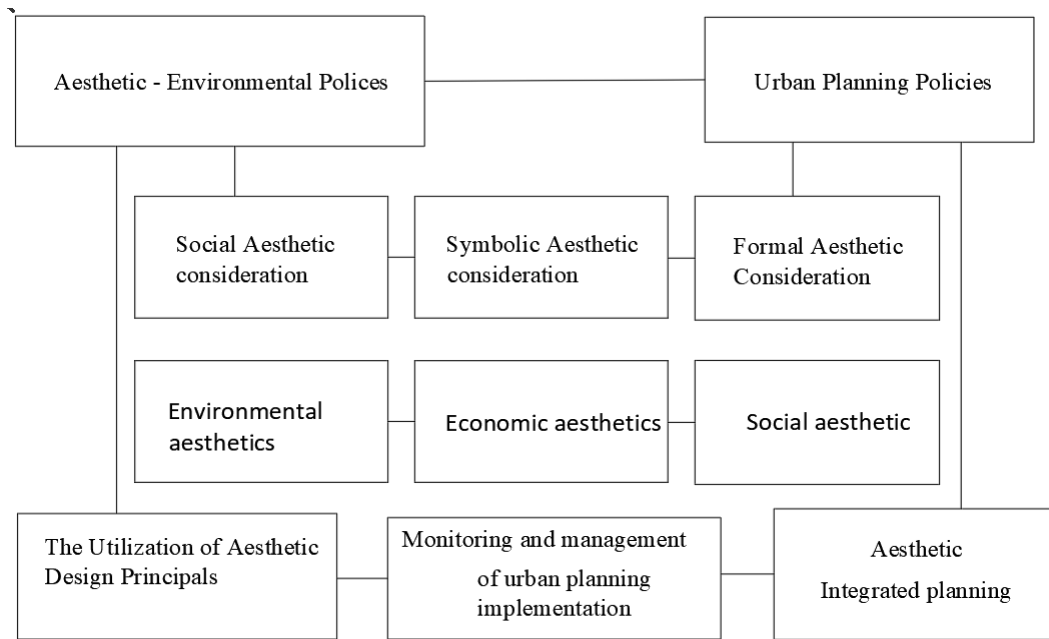 Aesthetic - Environmental Polices
Urban Planning Policies
Social Aesthetic
consideration
Symbolic Aesthetic
consideration
Formal Aesthetic
Consideration
Environmental
aesthetics
Economic aesthetics
Social aesthetic
The Utilization of Aesthetic
Design Principals
Monitoring and management
of urban planning
implementation
Aesthetic
Integrated planning